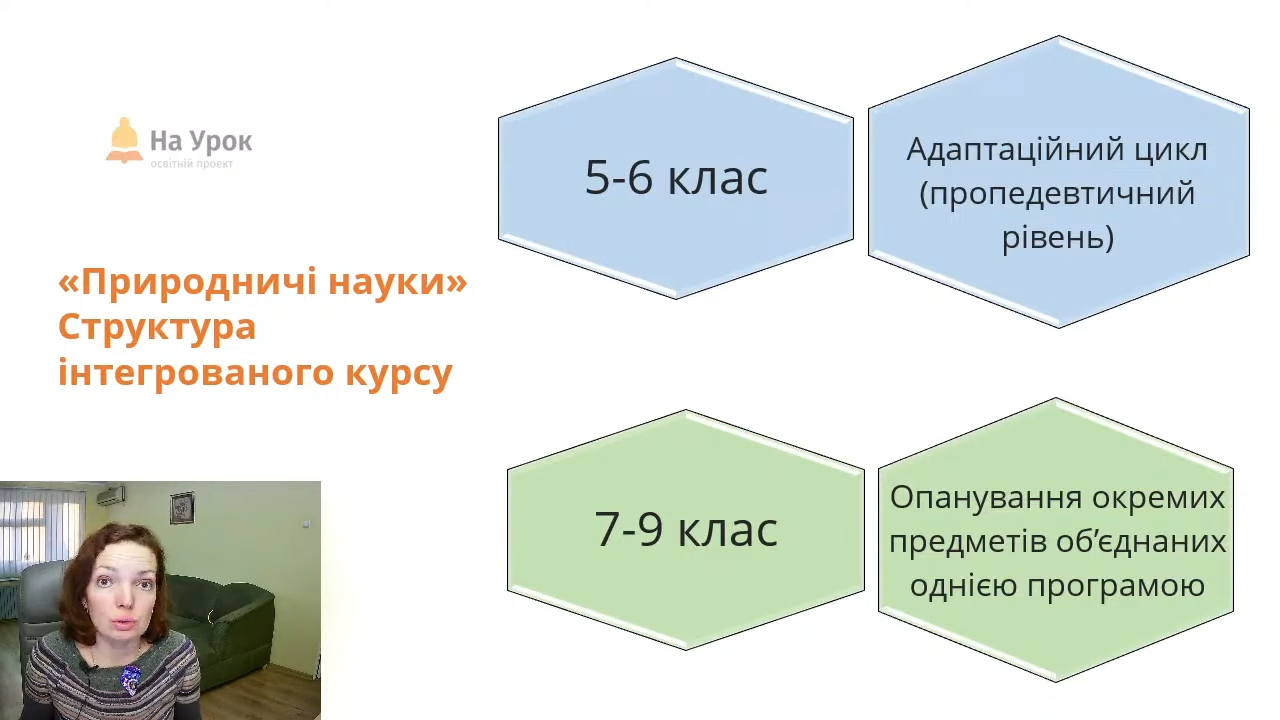 На Урок
освітній проект
«Природничі науки»
Структура
інтегрованого курсу
5-6 клас
Адаптаційний цикл
(пропедевтичний
рівень)
7-9 клас
Опанування окремих
предметів об’єднаних
однією програмою